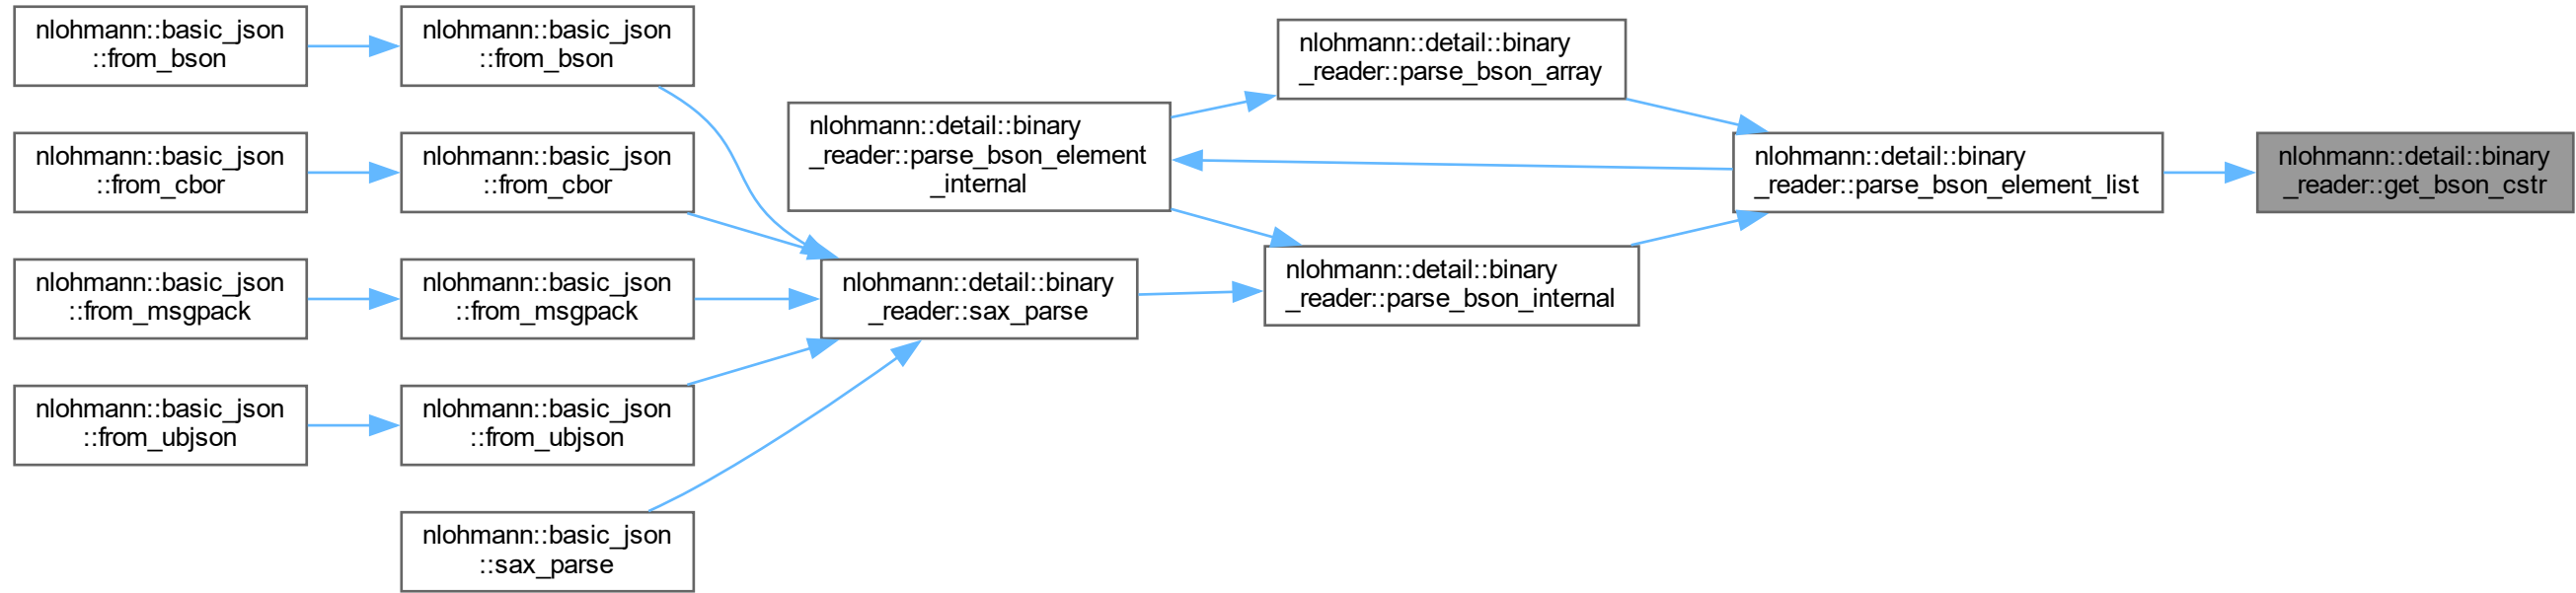 nlohmann::basic_json
::from_bson
nlohmann::basic_json
::from_bson
nlohmann::detail::binary
_reader::parse_bson_array
nlohmann::detail::binary
_reader::parse_bson_element
_internal
nlohmann::basic_json
::from_cbor
nlohmann::basic_json
::from_cbor
nlohmann::detail::binary
_reader::parse_bson_element_list
nlohmann::detail::binary
_reader::get_bson_cstr
nlohmann::basic_json
::from_msgpack
nlohmann::basic_json
::from_msgpack
nlohmann::detail::binary
_reader::sax_parse
nlohmann::detail::binary
_reader::parse_bson_internal
nlohmann::basic_json
::from_ubjson
nlohmann::basic_json
::from_ubjson
nlohmann::basic_json
::sax_parse